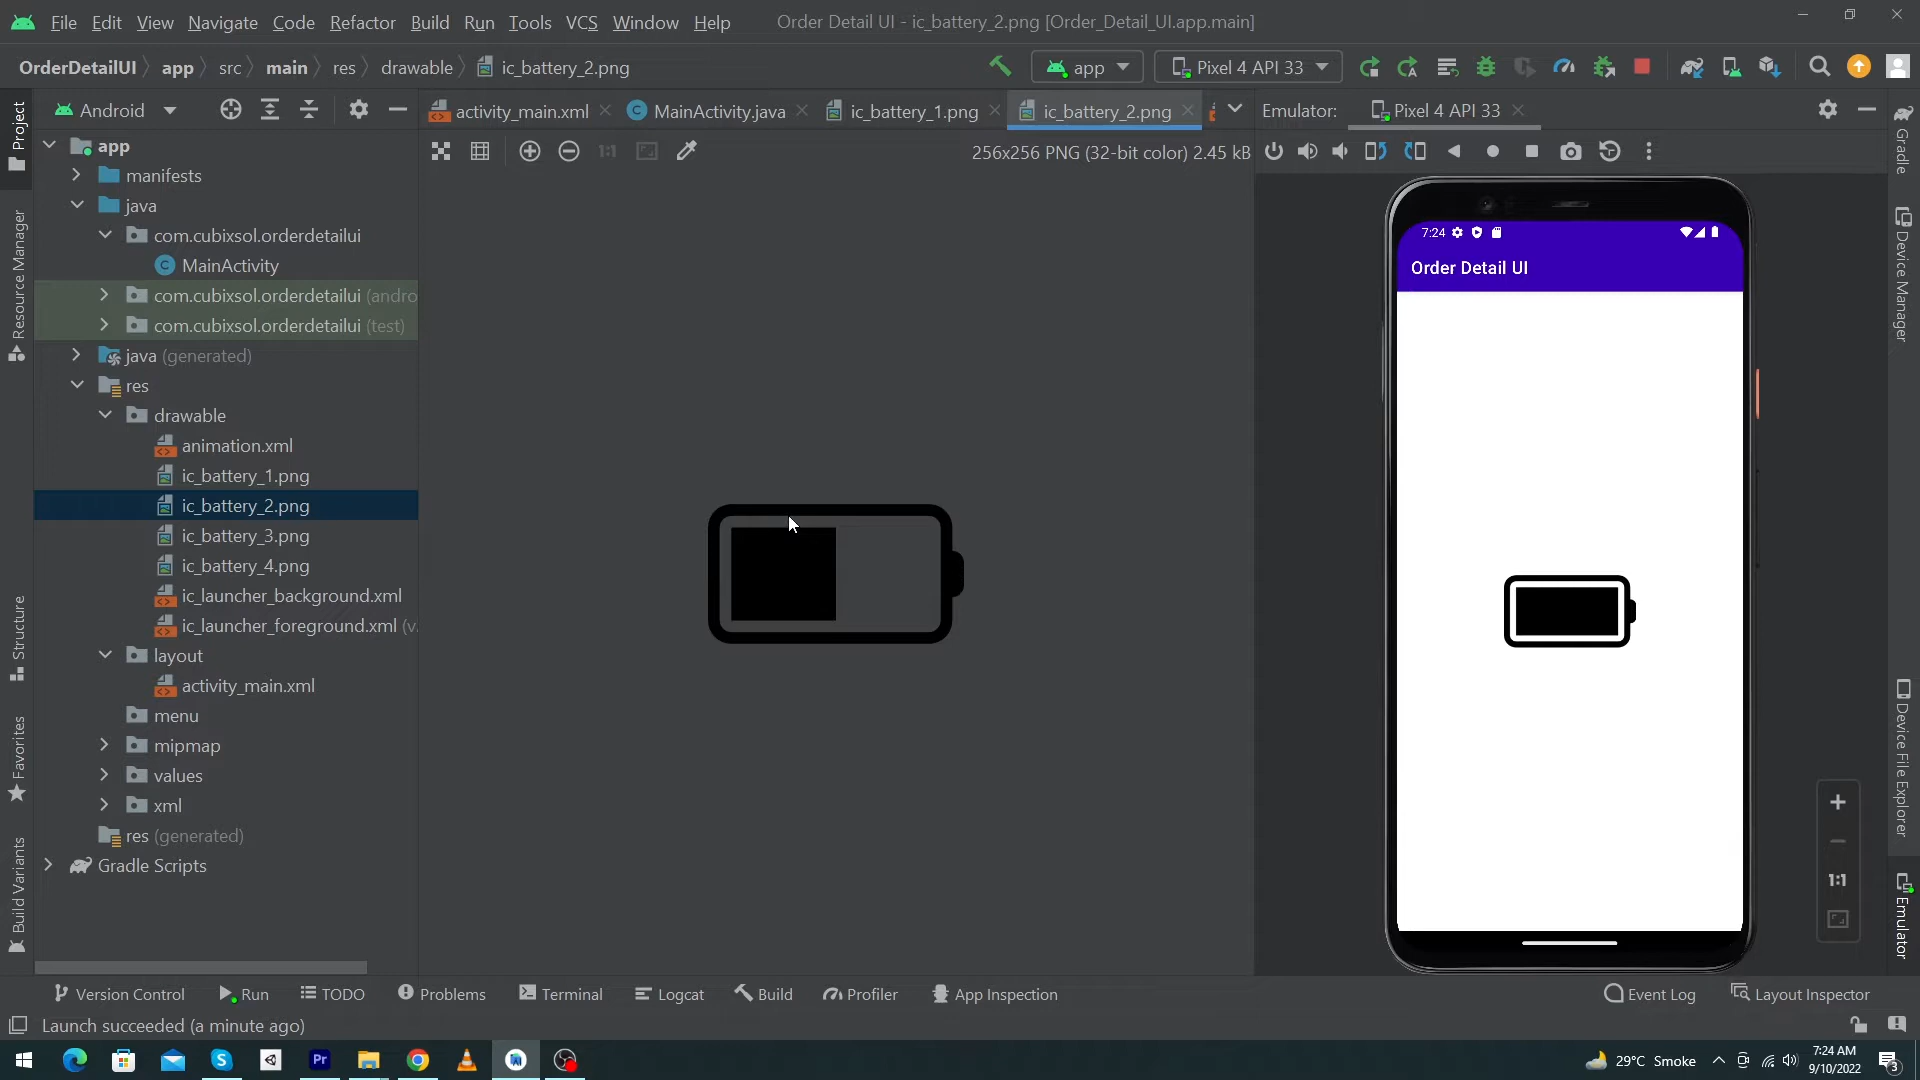 File Edit View Navigate Code Refactor Build Run Tools VCS Window Help Order Detail UI - ic_battery_2.png [Order_Detail_UI.app.main]
OrderDetailUI app src main res drawable ic_battery_2.png app Pixel 4 API 33
Project
Resource Manager
Structure
Favorites
Build Variants
Android
app
manifests
java
com.cubixsol.orderdetailui
MainActivity
com.cubixsol.orderdetailui (andro
com.cubixsol.orderdetailui (test)
java (generated)
res
drawable
animation.xml
ic_battery_1.png
ic_battery_2.png
ic_battery_3.png
ic_battery_4.png
ic_launcher_background.xml
ic_launcher_foreground.xml (v.
layout
activity_main.xml
menu
mipmap
values
xml
res (generated)
Gradle Scripts
activity_main.xml MainActivity.java ic_battery_1.png ic_battery_2.png
1:1 256x256 PNG (32-bit color) 2.45 kB
Emulator: Pixel 4 API 33
7:24
Order Detail UI
1:1
Gradle
Device Manager
Device File Explorer
Emulator
Version Control Run TODO Problems Terminal Logcat Build Profiler App Inspection Event Log Layout Inspector
Launch succeeded (a minute ago)
Pr
29°C Smoke
7:24 AM
9/10/2022
3